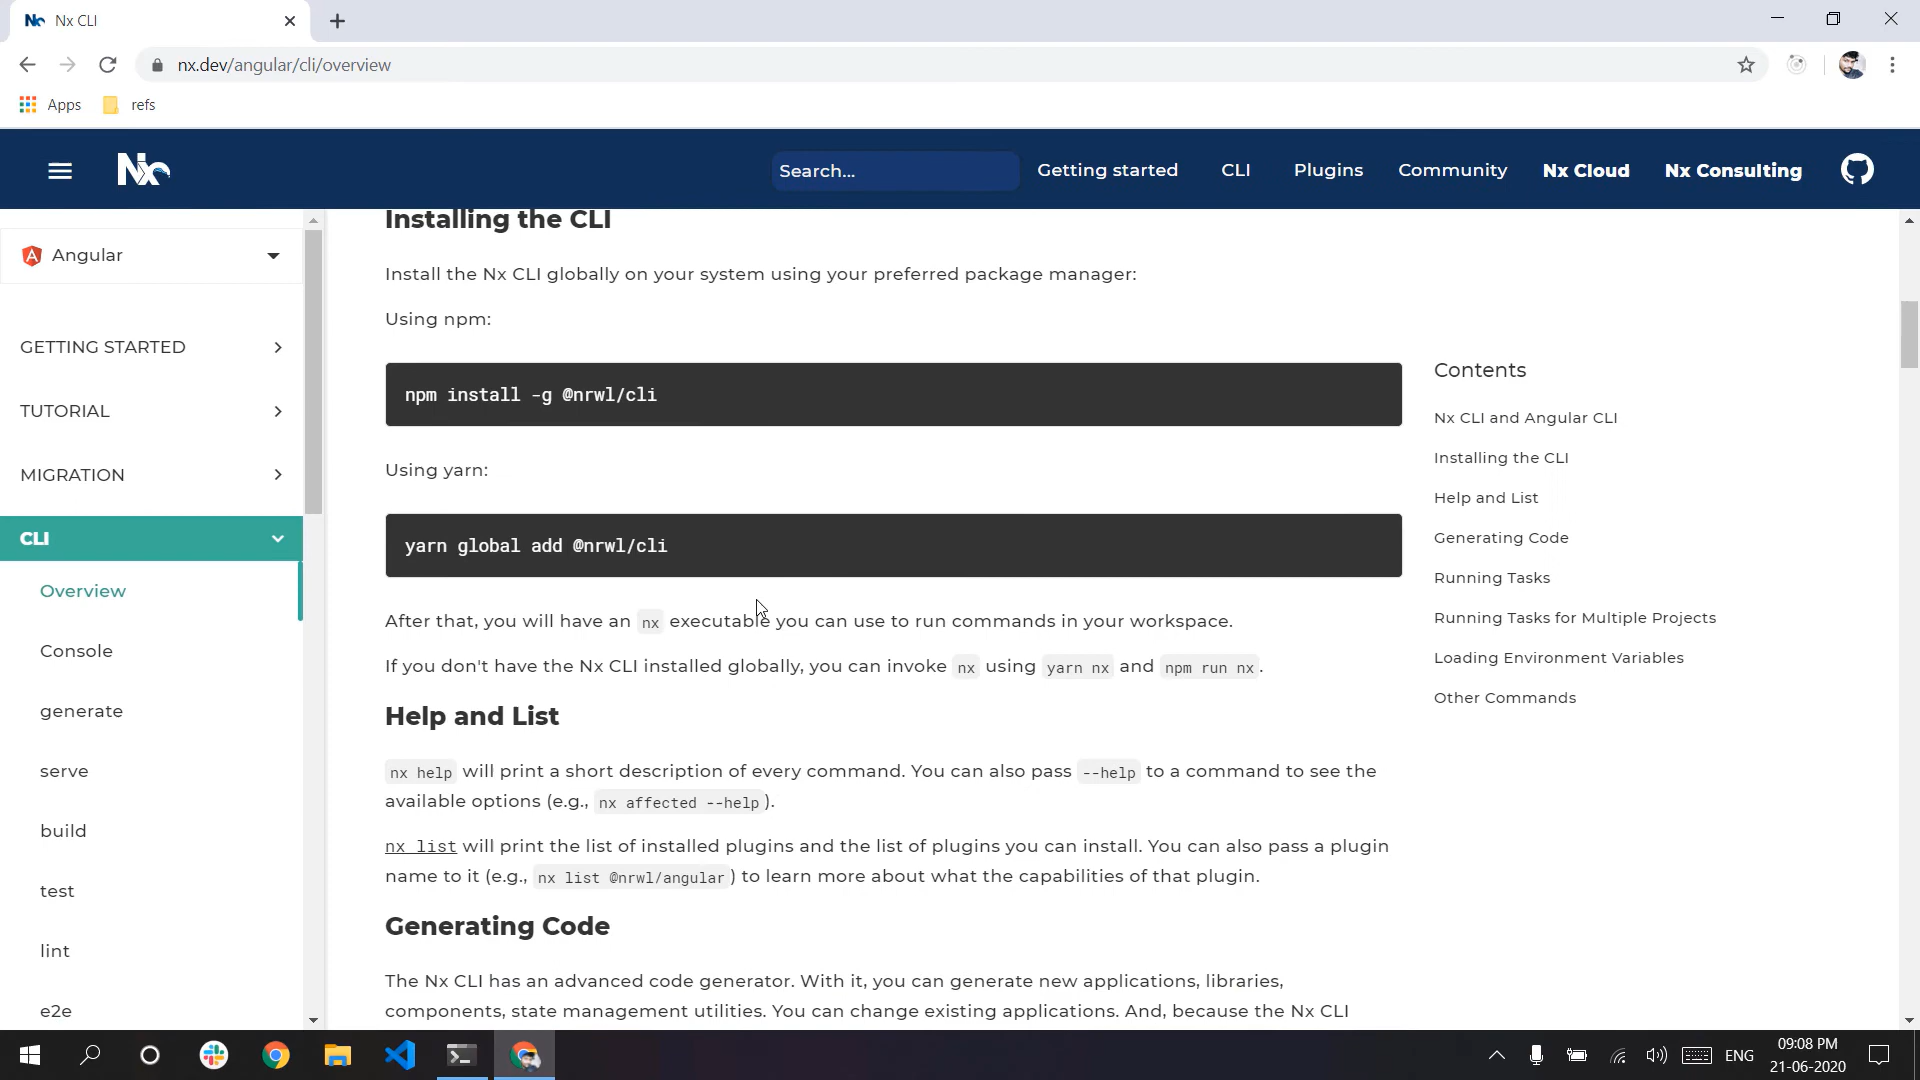 Nx CLI
nx.dev/angular/cli/overview
Apps refs
Nx Search... Getting started CLI Plugins Community Nx Cloud Nx Consulting
Angular
GETTING STARTED
TUTORIAL
MIGRATION
CLI
Overview
Console
generate
serve
build
test
lint
e2e
Installing the CLI
Install the Nx CLI globally on your system using your preferred package manager:
Using npm:
npm install -g @nrwl/cli
Using yarn:
yarn global add @nrwl/cli
After that, you will have an nx executable you can use to run commands in your workspace.
If you don't have the Nx CLI installed globally, you can invoke nx using yarn nx and npm run nx.
Help and List
nx help will print a short description of every command. You can also pass --help to a command to see the
available options (e.g., nx affected --help).
nx list will print the list of installed plugins and the list of plugins you can install. You can also pass a plugin
name to it (e.g., nx list @nrwl/angular) to learn more about what the capabilities of that plugin.
Generating Code
The Nx CLI has an advanced code generator. With it, you can generate new applications, libraries,
components, state management utilities. You can change existing applications. And, because the Nx CLI
Contents
Nx CLI and Angular CLI
Installing the CLI
Help and List
Generating Code
Running Tasks
Running Tasks for Multiple Projects
Loading Environment Variables
Other Commands
ENG
09:08 PM
21-06-2020